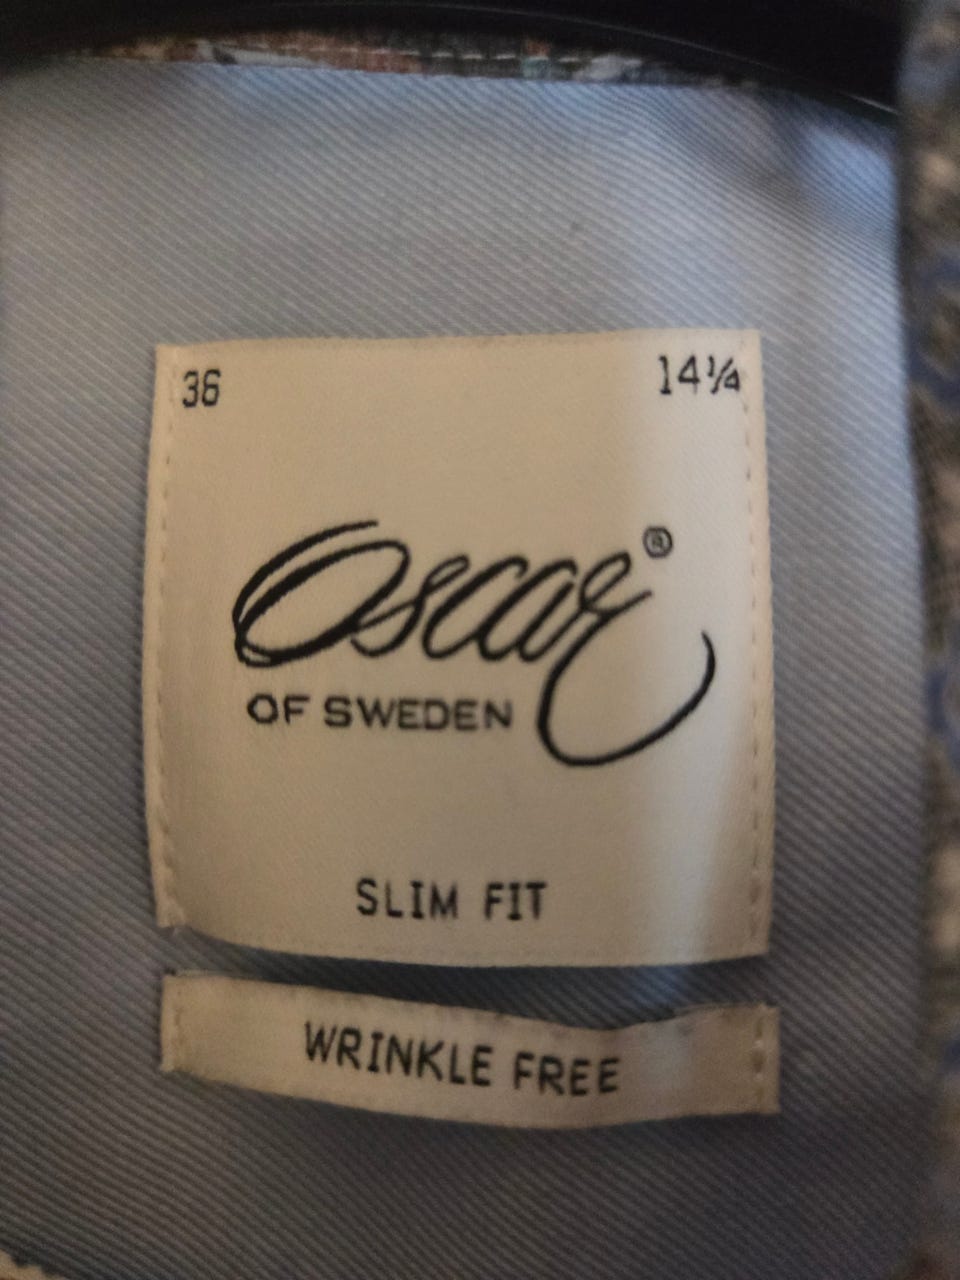 36 14¼
Oscar®
OF SWEDEN
SLIM FIT
WRINKLE FREE